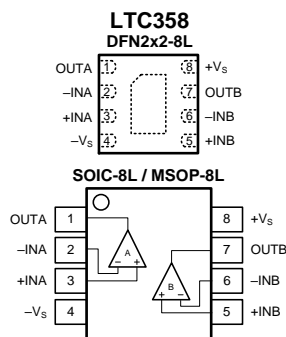 LTC358
DFN2x2-8L
OUTA 1 8 +Vs
–INA 2 7 OUTB
+INA 3 6 –INB
–Vs 4 5 +INB
SOIC-8L / MSOP-8L
OUTA 1 8 +Vs
–INA 2 A 7 OUTB
– +
+INA 3 B 6 –INB
+ –
–Vs 4 5 +INB